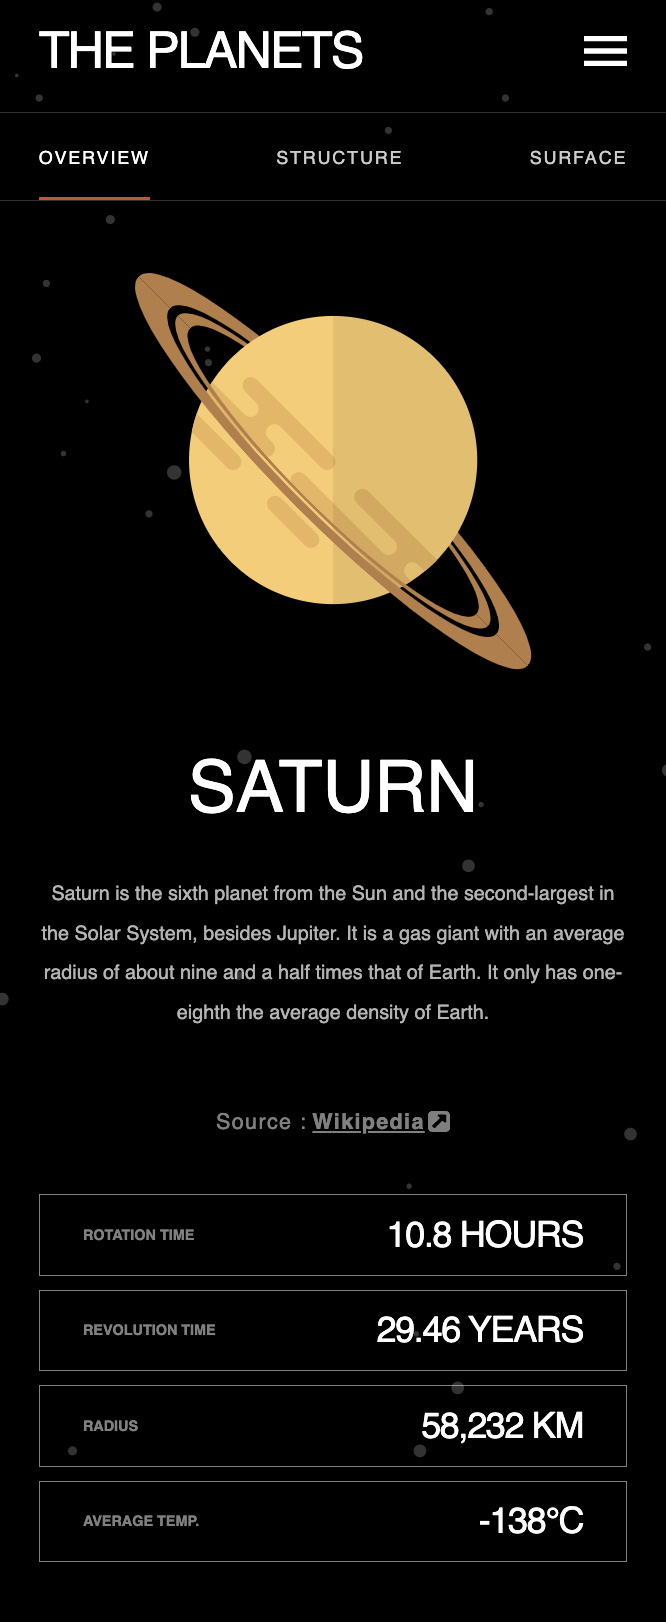 THE PLANETS
OVERVIEW STRUCTURE SURFACE
SATURN
Saturn is the sixth planet from the Sun and the second-largest in
the Solar System, besides Jupiter. It is a gas giant with an average
radius of about nine and a half times that of Earth. It only has one-
eighth the average density of Earth.
Source : Wikipedia
ROTATION TIME 10.8 HOURS
REVOLUTION TIME 29.46 YEARS
RADIUS 58,232 KM
AVERAGE TEMP. -138°C